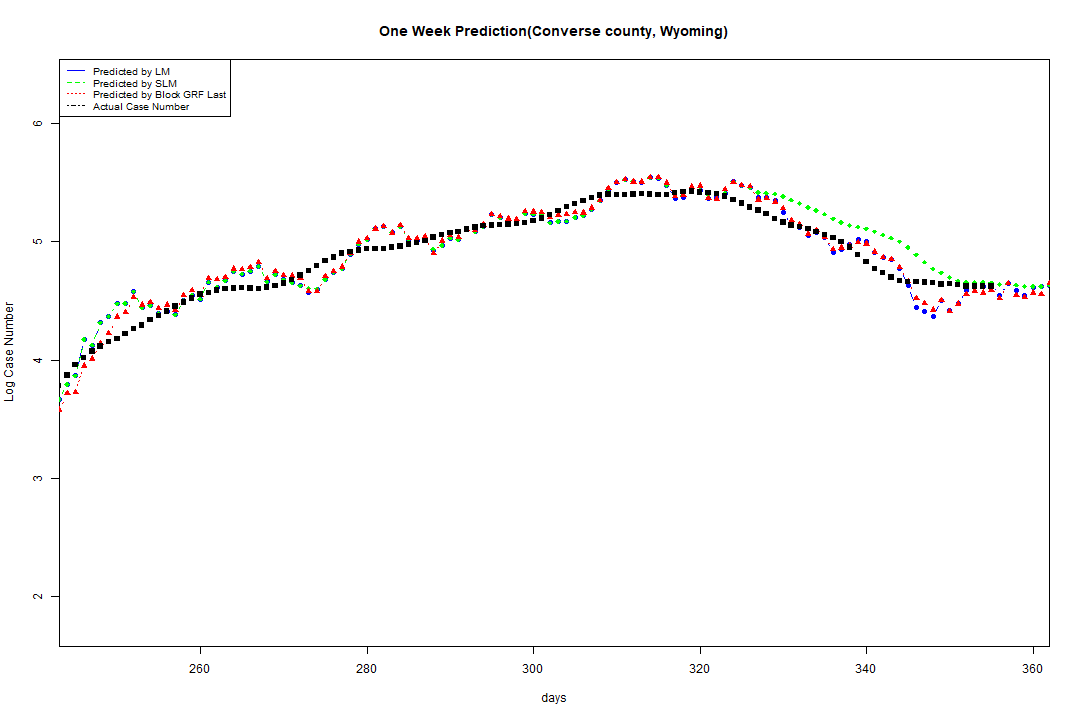 One Week Prediction(Converse county, Wyoming)
Predicted by LM
Predicted by SLM
Predicted by Block GRF Last
Actual Case Number
6
5
4
3
2
Log Case Number
260 280 300 320 340 360
days